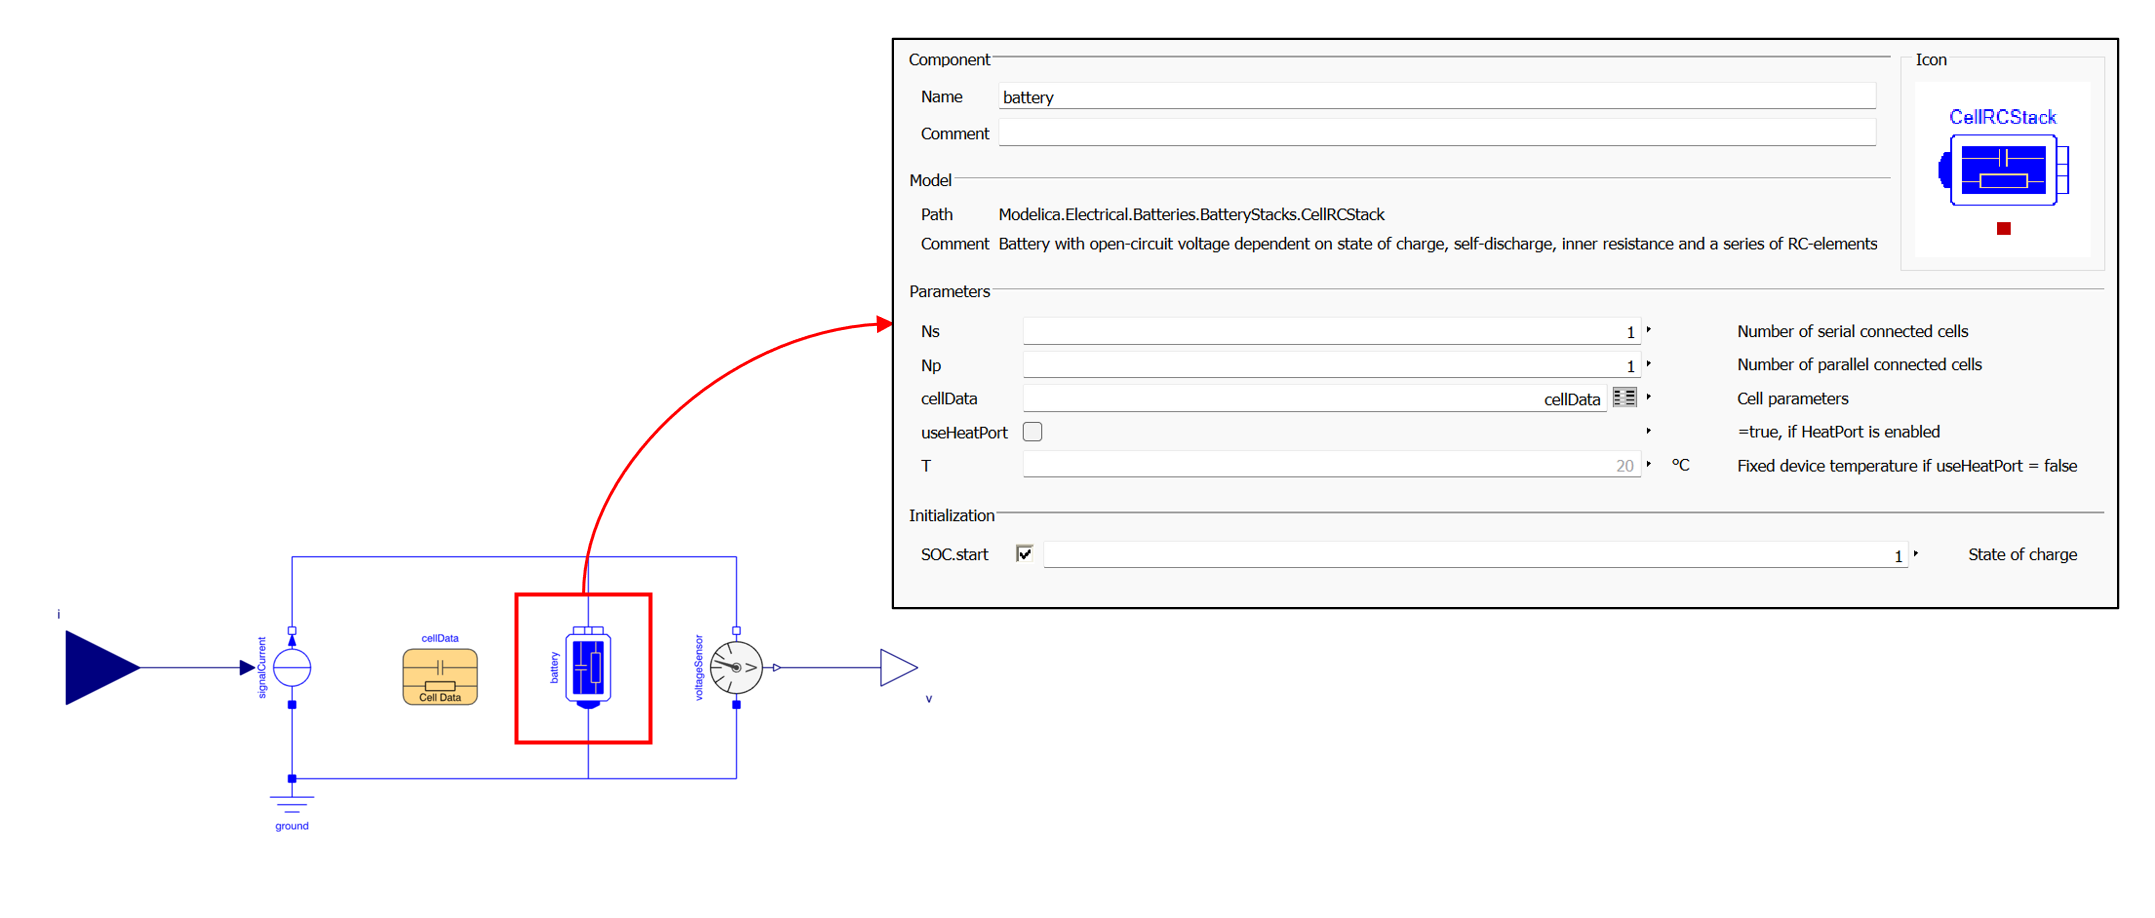 Component
Icon
Name battery
Comment
CellRCStack
Model
Path Modelica.Electrical.Batteries.BatteryStacks.CellRCStack
Comment Battery with open-circuit voltage dependent on state of charge, self-discharge, inner resistance and a series of RC-elements
Parameters
Ns 1 Number of serial connected cells
Np 1 Number of parallel connected cells
cellData cellData Cell parameters
useHeatPort =true, if HeatPort is enabled
T 20 °C Fixed device temperature if useHeatPort = false
Initialization
SOC.start 1 State of charge
i
signalCurrent
cellData
Cell Data
battery
voltageSensor
V
v
ground